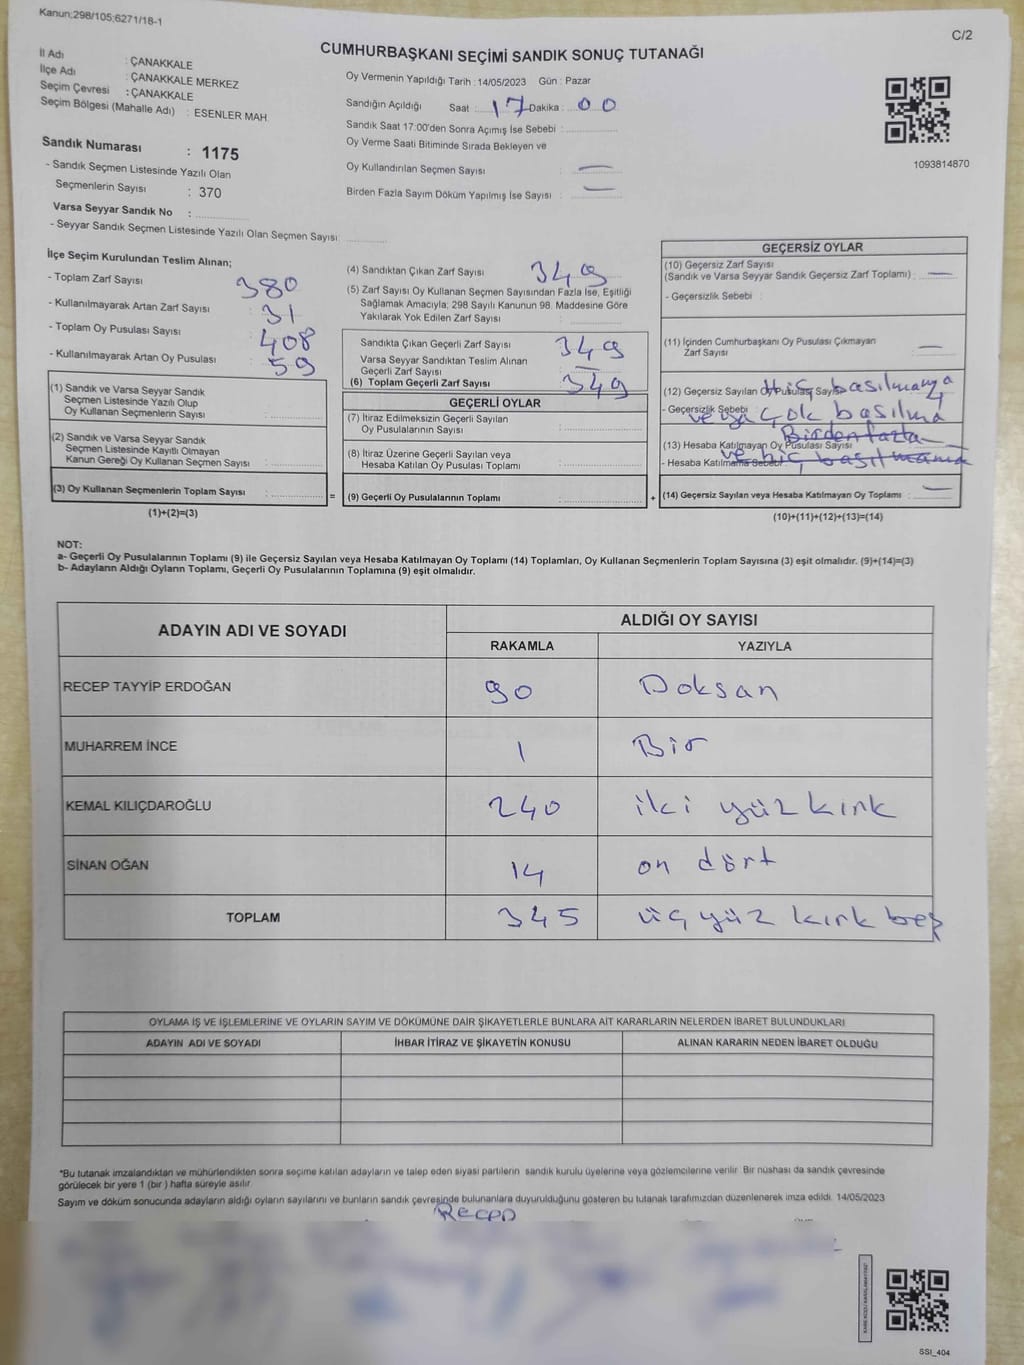 Kanun;298/105;6271/18-1
C/2
CUMHURBAŞKANI SEÇİMİ SANDIK SONUÇ TUTANAĞI
İl Adı : ÇANAKKALE
İlçe Adı : ÇANAKKALE MERKEZ
Seçim Çevresi : ÇANAKKALE
Seçim Bölgesi (Mahalle Adı) : ESENLER MAH.
Sandık Numarası : 1175
- Sandık Seçmen Listesinde Yazılı Olan
Seçmenlerin Sayısı : 370
Varsa Seyyar Sandık No :
- Seyyar Sandık Seçmen Listesinde Yazılı Olan Seçmen Sayısı:
Oy Vermenin Yapıldığı Tarih : 14/05/2023 Gün : Pazar
Sandığın Açıldığı Saat : 17 Dakika : 00
Sandık Saat 17:00'den Sonra Açımış İse Sebebi :
Oy Verme Saati Bitiminde Sırada Bekleyen ve
Oy Kullandırılan Seçmen Sayısı : —
Birden Fazla Sayım Döküm Yapılmış İse Sayısı : —
1093814870
İlçe Seçim Kurulundan Teslim Alınan;
- Toplam Zarf Sayısı : 380
- Kullanılmayarak Artan Zarf Sayısı : 31
- Toplam Oy Pusulası Sayısı : 408
- Kullanılmayarak Artan Oy Pusulası : 59
(1) Sandık ve Varsa Seyyar Sandık
Seçmen Listesinde Yazılı Olup
Oy Kullanan Seçmenlerin Sayısı :
(2) Sandık ve Varsa Seyyar Sandık
Seçmen Listesinde Kayıtlı Olmayan
Kanun Gereği Oy Kullanan Seçmen Sayısı :
(3) Oy Kullanan Seçmenlerin Toplam Sayısı : =
(1)+(2)=(3)
(4) Sandıktan Çıkan Zarf Sayısı : 349
(5) Zarf Sayısı Oy Kullanan Seçmen Sayısından Fazla İse, Eşitliği
Sağlamak Amacıyla; 298 Sayılı Kanunun 98. Maddesine Göre
Yakılarak Yok Edilen Zarf Sayısı :
Sandıkta Çıkan Geçerli Zarf Sayısı : 349
Varsa Seyyar Sandıktan Teslim Alınan
Geçerli Zarf Sayısı : —
(6) Toplam Geçerli Zarf Sayısı : 349
GEÇERLİ OYLAR
(7) İtiraz Edilmeksizin Geçerli Sayılan
Oy Pusulalarının Sayısı :
(8) İtiraz Üzerine Geçerli Sayılan veya
Hesaba Katılan Oy Pusulası Toplamı :
(9) Geçerli Oy Pusulalarının Toplamı : +
GEÇERSİZ OYLAR
(10) Geçersiz Zarf Sayısı
(Sandık ve Varsa Seyyar Sandık Geçersiz Zarf Toplamı) : —
- Geçersizlik Sebebi :
(11) İçinden Cumhurbaşkanı Oy Pusulası Çıkmayan
Zarf Sayısı : —
(12) Geçersiz Sayılan Oy Pusulası Sayısı Hiç basılmama
- Geçersizlik Sebebi veya çok basılma
Birden fazla
(13) Hesaba Katılmayan Oy Pusulası Sayısı —
- Hesaba Katılmama Sebebi ve hiç basılmama
(14) Geçersiz Sayılan veya Hesaba Katılmayan Oy Toplamı : —
(10)+(11)+(12)+(13)=(14)
NOT:
a- Geçerli Oy Pusulalarının Toplamı (9) ile Geçersiz Sayılan veya Hesaba Katılmayan Oy Toplamı (14) Toplamları, Oy Kullanan Seçmenlerin Toplam Sayısına (3) eşit olmalıdır. (9)+(14)=(3)
b- Adayların Aldığı Oyların Toplamı, Geçerli Oy Pusulalarının Toplamına (9) eşit olmalıdır.
ADAYIN ADI VE SOYADI ALDIĞI OY SAYISI
RAKAMLA YAZIYLA
RECEP TAYYİP ERDOĞAN 90 Doksan
MUHARREM İNCE 1 Bir
KEMAL KILIÇDAROĞLU 240 iki yüz kırk
SİNAN OĞAN 14 on dört
TOPLAM 345 üç yüz kırk beş
OYLAMA İŞ VE İŞLEMLERİNE VE OYLARIN SAYIM VE DÖKÜMÜNE DAİR ŞİKAYETLERLE BUNLARA AİT KARARLARIN NELERDEN İBARET BULUNDUKLARI
ADAYIN ADI VE SOYADI İHBAR İTİRAZ VE ŞİKAYETİN KONUSU ALINAN KARARIN NEDEN İBARET OLDUĞU
*Bu tutanak imzalandıktan ve mühürlendikten sonra seçime katılan adayların ve talep eden siyasi partilerin sandık kurulu üyelerine veya gözlemcilerine verilir. Bir nüshası da sandık çevresinde
görülecek bir yere 1 (bir ) hafta süreyle asılır.
Sayım ve döküm sonucunda adayların aldığı oyların sayılarını ve bunların sandık çevresinde bulunanlara duyurulduğunu gösteren bu tutanak tarafımızdan düzenlenerek imza edildi. 14/05/2023
Recep
SSI_404